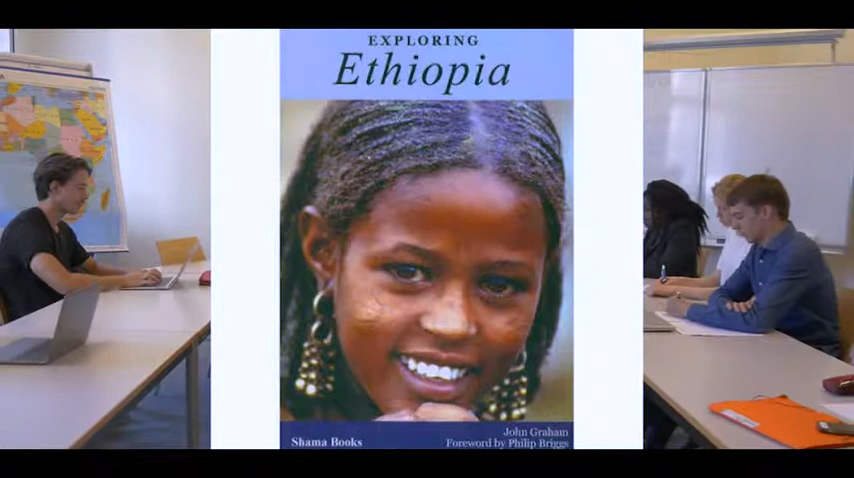 EXPLORING
Ethiopia
Shama Books
John Graham
Foreword by Philip Briggs